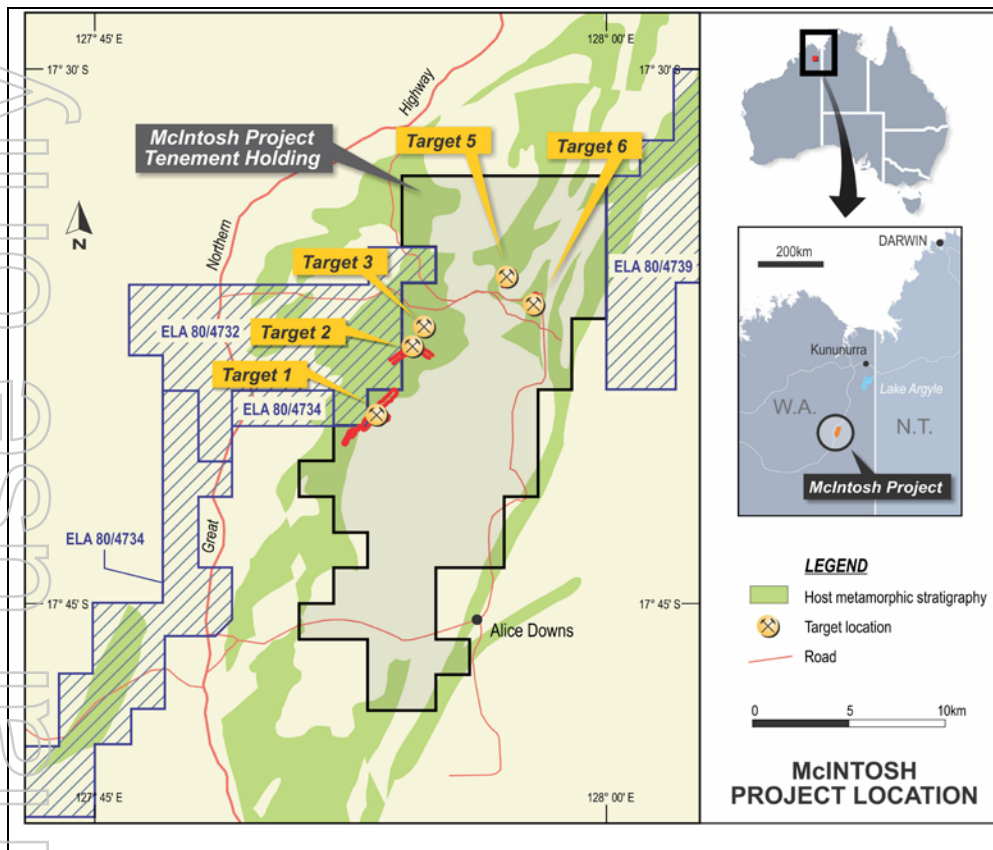 127° 45' E
128° 00' E
17° 30' S
17° 30' S
Highway
McIntosh Project
Tenement Holding
Target 5
Target 6
N
Northern
Target 3
ELA 80/4739
ELA 80/4732
Target 2
Target 1
ELA 80/4734
Great
ELA 80/4734
17° 45' S
17° 45' S
Alice Downs
127° 45' E
128° 00' E
200km
DARWIN
Kununurra
Lake Argyle
W.A.
N.T.
McIntosh Project
LEGEND
Host metamorphic stratigraphy
Target location
Road
0 5 10km
McINTOSH
PROJECT LOCATION